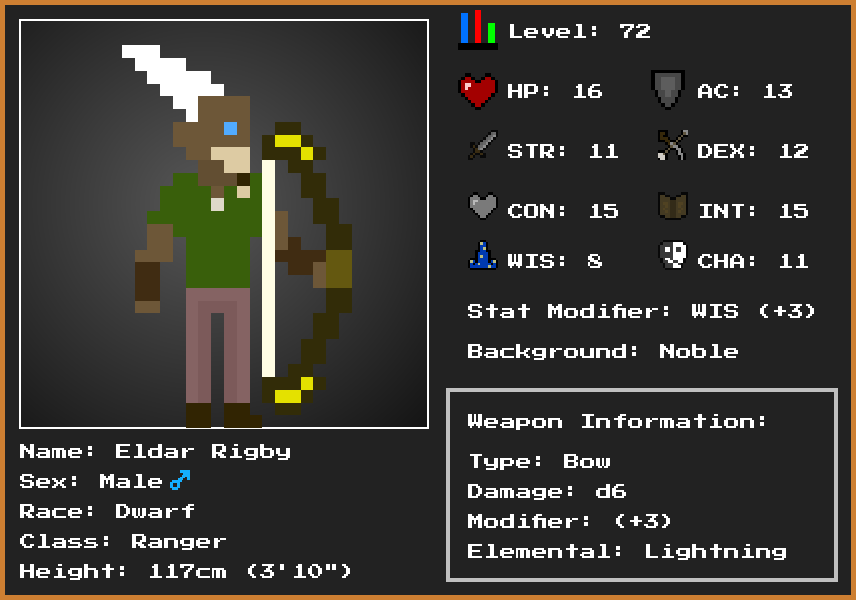 Level: 72
HP: 16
AC: 13
STR: 11
DEX: 12
CON: 15
INT: 15
WIS: 8
CHA: 11
Stat Modifier: WIS (+3)
Background: Noble
Weapon Information:
Type: Bow
Damage: d6
Modifier: (+3)
Elemental: Lightning
Name: Eldar Rigby
Sex: Male♂
Race: Dwarf
Class: Ranger
Height: 117cm (3'10")